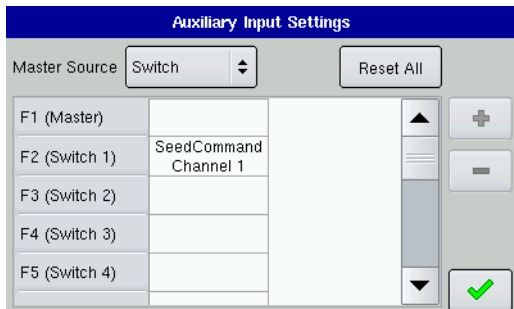 Auxiliary Input Settings
Master Source Switch Reset All
F1 (Master)
F2 (Switch 1) SeedCommand
Channel 1
F3 (Switch 2)
F4 (Switch 3)
F5 (Switch 4)